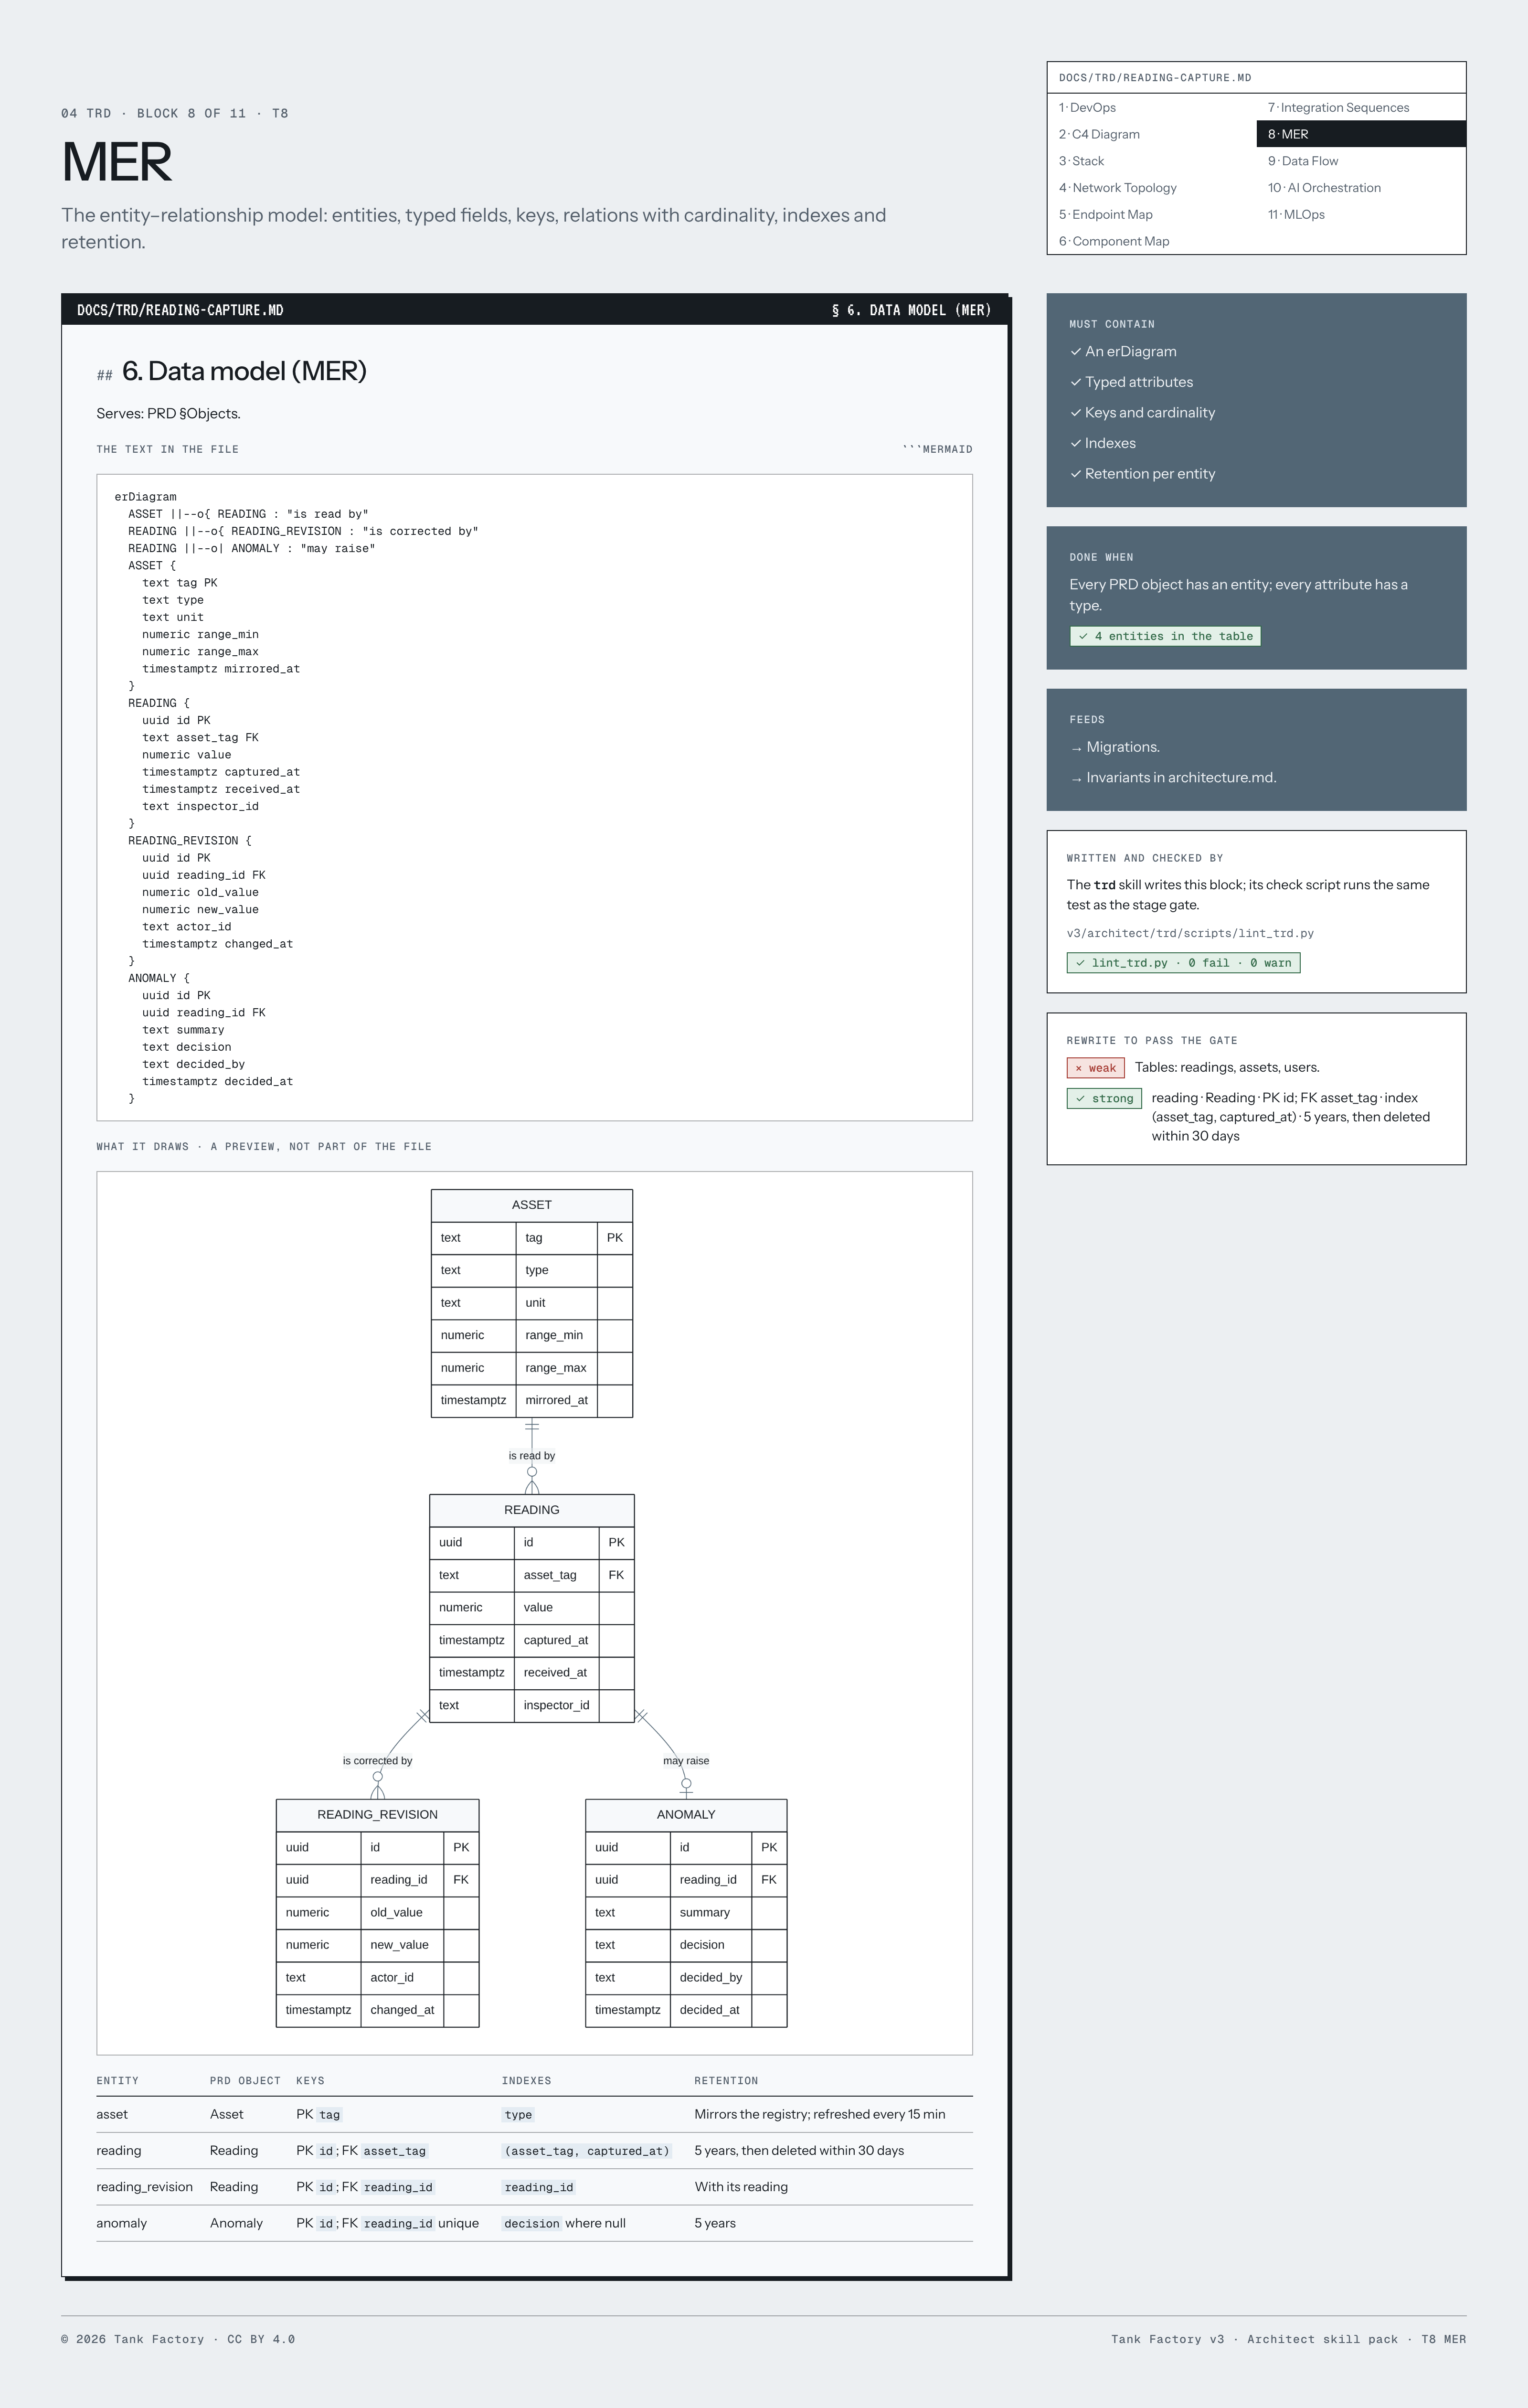 04 TRD · BLOCK 8 OF 11 · T8
MER
The entity–relationship model: entities, typed fields, keys, relations with cardinality, indexes and
retention.
DOCS/TRD/READING-CAPTURE.MD
1 · DevOps
2 · C4 Diagram
3 · Stack
4 · Network Topology
5 · Endpoint Map
6 · Component Map
7 · Integration Sequences
8 · MER
9 · Data Flow
10 · AI Orchestration
11 · MLOps
DOCS/TRD/READING-CAPTURE.MD
§ 6. DATA MODEL (MER)
## 6. Data model (MER)
Serves: PRD §Objects.
THE TEXT IN THE FILE
```MERMAID
erDiagram
  ASSET ||--o{ READING : "is read by"
  READING ||--o{ READING_REVISION : "is corrected by"
  READING ||--o| ANOMALY : "may raise"
  ASSET {
    text tag PK
    text type
    text unit
    numeric range_min
    numeric range_max
    timestamptz mirrored_at
  }
  READING {
    uuid id PK
    text asset_tag FK
    numeric value
    timestamptz captured_at
    timestamptz received_at
    text inspector_id
  }
  READING_REVISION {
    uuid id PK
    uuid reading_id FK
    numeric old_value
    numeric new_value
    text actor_id
    timestamptz changed_at
  }
  ANOMALY {
    uuid id PK
    uuid reading_id FK
    text summary
    text decision
    text decided_by
    timestamptz decided_at
  }
WHAT IT DRAWS · A PREVIEW, NOT PART OF THE FILE
ASSET
text tag PK
text type
text unit
numeric range_min
numeric range_max
timestamptz mirrored_at
is read by
READING
uuid id PK
text asset_tag FK
numeric value
timestamptz captured_at
timestamptz received_at
text inspector_id
is corrected by
may raise
READING_REVISION
uuid id PK
uuid reading_id FK
numeric old_value
numeric new_value
text actor_id
timestamptz changed_at
ANOMALY
uuid id PK
uuid reading_id FK
text summary
text decision
text decided_by
timestamptz decided_at
ENTITY PRD OBJECT KEYS INDEXES RETENTION
asset Asset PK tag type Mirrors the registry; refreshed every 15 min
reading Reading PK id; FK asset_tag (asset_tag, captured_at) 5 years, then deleted within 30 days
reading_revision Reading PK id; FK reading_id reading_id With its reading
anomaly Anomaly PK id; FK reading_id unique decision where null 5 years
MUST CONTAIN
✓ An erDiagram
✓ Typed attributes
✓ Keys and cardinality
✓ Indexes
✓ Retention per entity
DONE WHEN
Every PRD object has an entity; every attribute has a
type.
✓ 4 entities in the table
FEEDS
→ Migrations.
→ Invariants in architecture.md.
WRITTEN AND CHECKED BY
The trd skill writes this block; its check script runs the same
test as the stage gate.
v3/architect/trd/scripts/lint_trd.py
✓ lint_trd.py · 0 fail · 0 warn
REWRITE TO PASS THE GATE
× weak Tables: readings, assets, users.
✓ strong reading · Reading · PK id; FK asset_tag · index
(asset_tag, captured_at) · 5 years, then deleted
within 30 days
© 2026 Tank Factory · CC BY 4.0
Tank Factory v3 · Architect skill pack · T8 MER